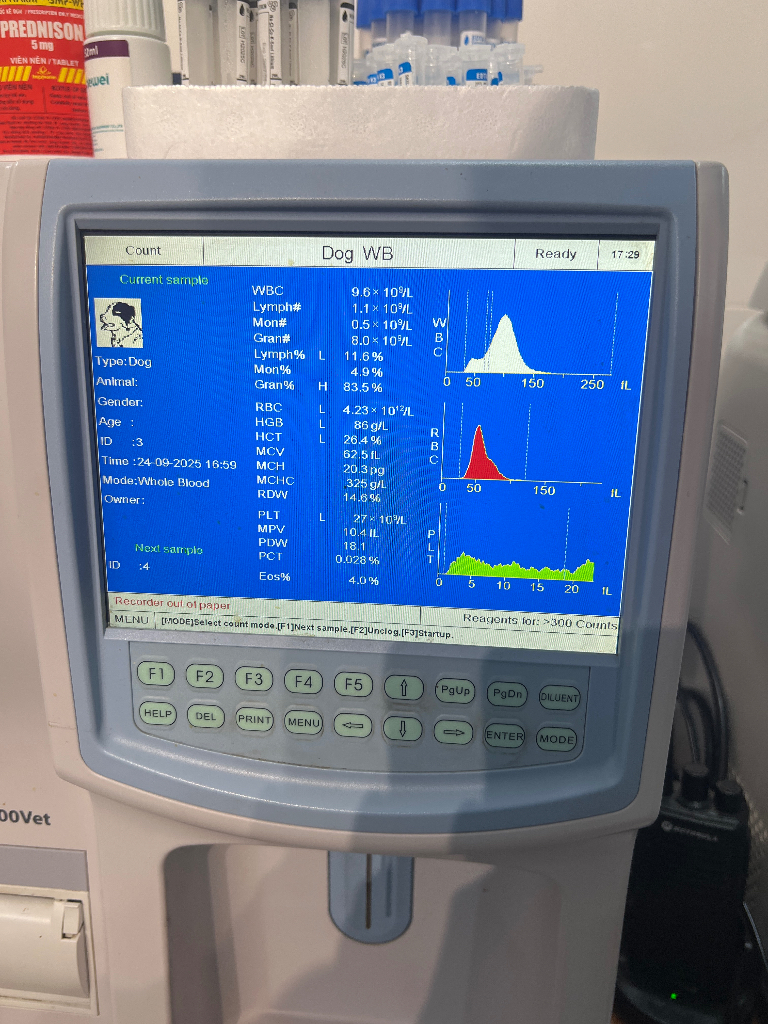 PREDNISON
5 mg
VIÊN NÉN / TABLET
Count
Dog WB
Ready
17:29
Current sample
Type:Dog
Animal:
Gender:
Age :
ID :3
Time :24-09-2025 16:59
Mode:Whole Blood
Owner:
Next sample
ID :4
WBC 9.6 × 10⁹/L
Lymph# 1.1 × 10⁹/L
Mon# 0.5 × 10⁹/L
Gran# 8.0 × 10⁹/L
Lymph% L 11.6 %
Mon% 4.9 %
Gran% H 83.5 %
RBC L 4.23 × 10¹²/L
HGB L 86 g/L
HCT L 26.4 %
MCV 62.5 fL
MCH 20.3 pg
MCHC 325 g/L
RDW 14.6 %
PLT L 27 × 10⁹/L
MPV 10.4 fL
PDW 18.1
PCT 0.028 %
Eos% 4.0 %
WBC
0 50 150 250 fL
RBC
0 50 150 fL
PLT
0 5 10 15 20 fL
Recorder out of paper
Reagents for: >300 Counts
MENU
[MODE]Select count mode.[F1]Next sample.[F2]Unclog.[F3]Startup.
F1 F2 F3 F4 F5 PgUp PgDn DILUENT
HELP DEL PRINT MENU ENTER MODE
00Vet
MOTOROLA